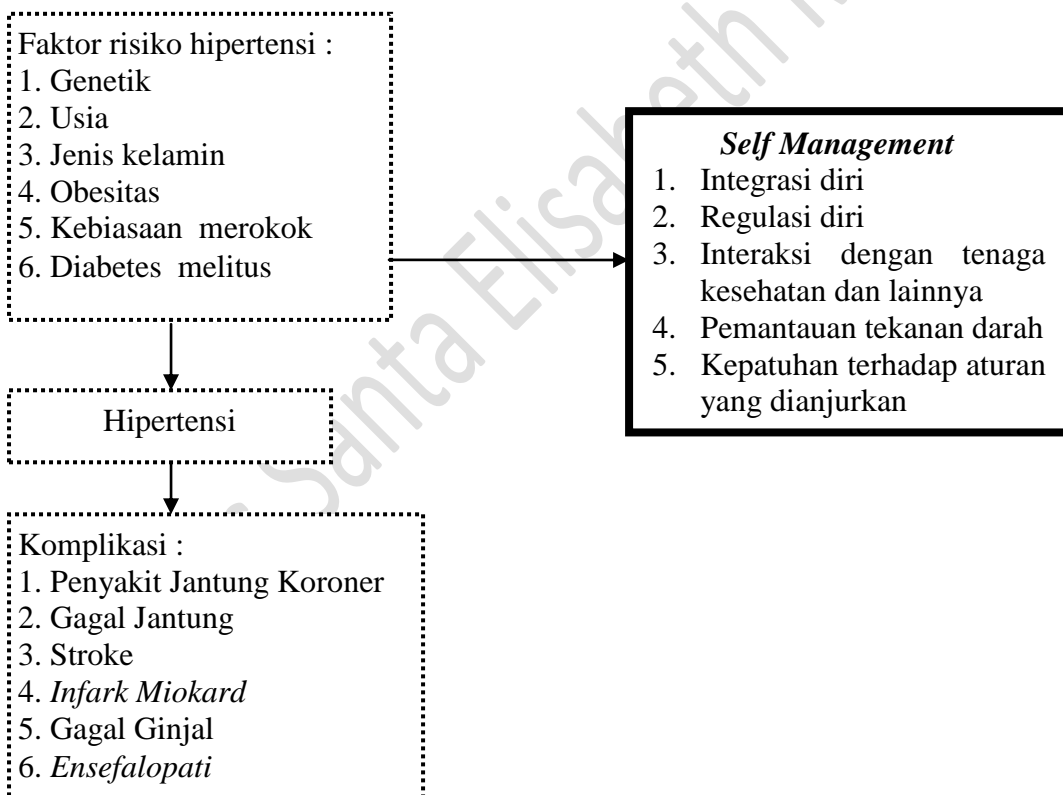 Faktor risiko hipertensi :
1. Genetik
2. Usia
3. Jenis kelamin
4. Obesitas
5. Kebiasaan merokok
6. Diabetes melitus
Self Management
1. Integrasi diri
2. Regulasi diri
3. Interaksi dengan tenaga
kesehatan dan lainnya
4. Pemantauan tekanan darah
5. Kepatuhan terhadap aturan
yang dianjurkan
Hipertensi
Komplikasi :
1. Penyakit Jantung Koroner
2. Gagal Jantung
3. Stroke
4. Infark Miokard
5. Gagal Ginjal
6. Ensefalopati
Santa Elisabeth